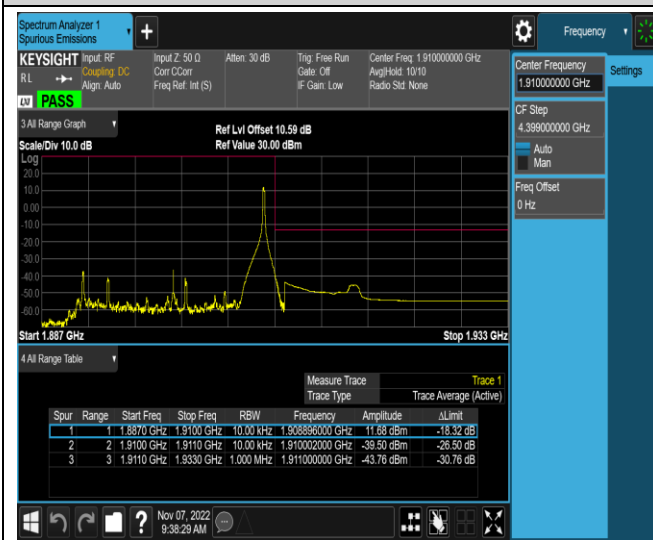 Spectrum Analyzer 1
Spurious Emissions
+
Frequency
KEYSIGHT Input: RF
R L
Coupling: DC
Align: Auto
Input Z: 50 Ω
Corr CCorr
Freq Ref: Int (S)
Atten: 30 dB
Trig: Free Run
Gate: Off
IF Gain: Low
Center Freq: 1.910000000 GHz
Avg|Hold: 10/10
Radio Std: None
LXI PASS
3 All Range Graph
Scale/Div 10.0 dB
Ref Lvl Offset 10.59 dB
Ref Value 30.00 dBm
Log
20.0
10.0
0.00
-10.0
-20.0
-30.0
-40.0
-50.0
-60.0
Start 1.887 GHz Stop 1.933 GHz
4 All Range Table
Measure Trace Trace 1
Trace Type Trace Average (Active)
Spur Range Start Freq Stop Freq RBW Frequency Amplitude ΔLimit
1 1 1.8870 GHz 1.9100 GHz 10.00 kHz 1.908896000 GHz 11.68 dBm -18.32 dB
2 2 1.9100 GHz 1.9110 GHz 10.00 kHz 1.910002000 GHz -39.50 dBm -26.50 dB
3 3 1.9110 GHz 1.9330 GHz 1.000 MHz 1.911000000 GHz -43.76 dBm -30.76 dB
Center Frequency
1.910000000 GHz
Settings
CF Step
4.399000000 GHz
Auto
Man
Freq Offset
0 Hz
?
Nov 07, 2022
9:38:29 AM